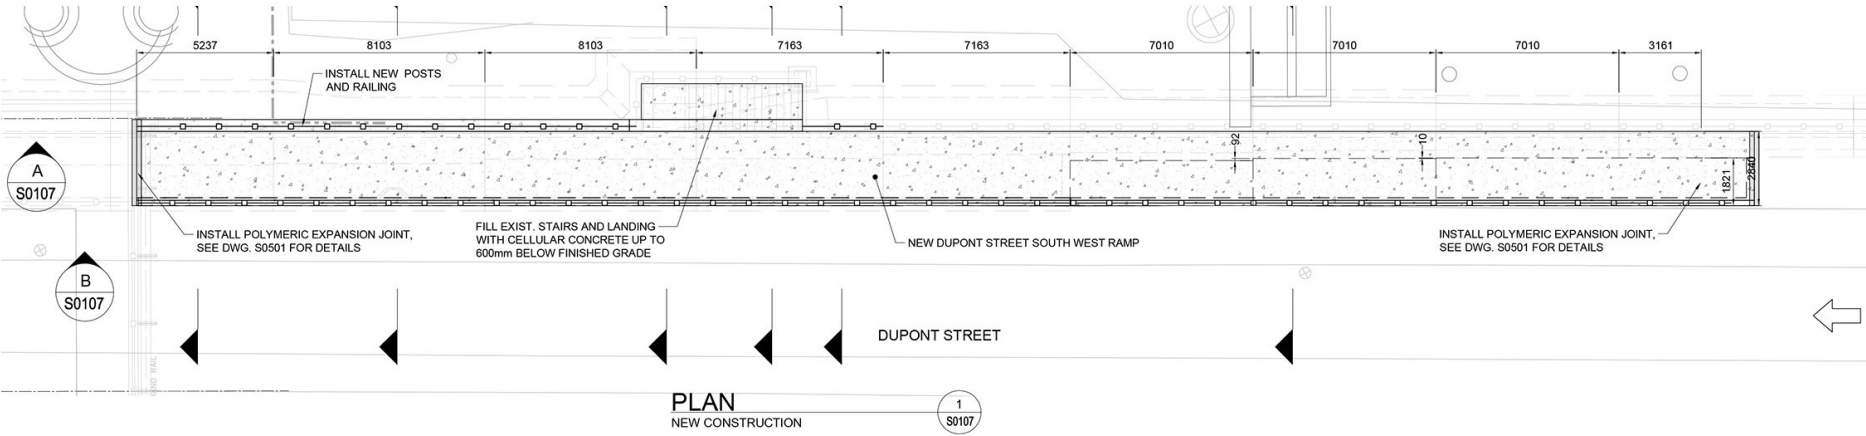 5237
8103
8103
7163
7163
7010
7010
7010
3161
INSTALL NEW POSTS
AND RAILING
92
10
1821
2840
A
S0107
INSTALL POLYMERIC EXPANSION JOINT,
SEE DWG. S0501 FOR DETAILS
FILL EXIST. STAIRS AND LANDING
WITH CELLULAR CONCRETE UP TO
600mm BELOW FINISHED GRADE
NEW DUPONT STREET SOUTH WEST RAMP
INSTALL POLYMERIC EXPANSION JOINT,
SEE DWG. S0501 FOR DETAILS
B
S0107
DUPONT STREET
PLAN
NEW CONSTRUCTION
1
S0107